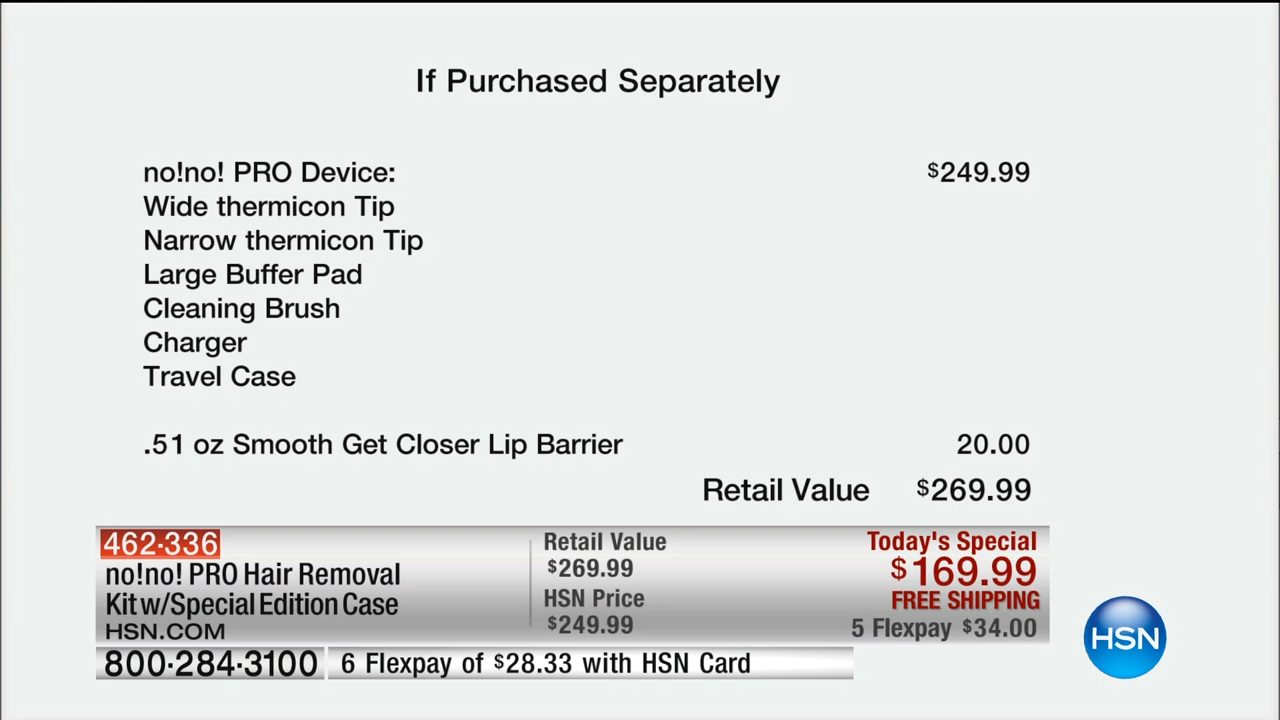 If Purchased Separately
no!no! PRO Device: $249.99
Wide thermicon Tip
Narrow thermicon Tip
Large Buffer Pad
Cleaning Brush
Charger
Travel Case
.51 oz Smooth Get Closer Lip Barrier 20.00
Retail Value $269.99
462·336
no!no! PRO Hair Removal
Kit w/Special Edition Case
HSN.COM
Retail Value
$269.99
HSN Price
$249.99
Today's Special
$169.99
FREE SHIPPING
5 Flexpay $34.00
800·284·3100
6 Flexpay of $28.33 with HSN Card
HSN